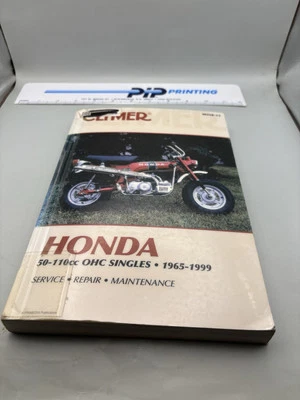 PIP PRINTING
CLYMER
HONDA
50-110cc OHC SINGLES • 1965-1999
SERVICE • REPAIR • MAINTENANCE